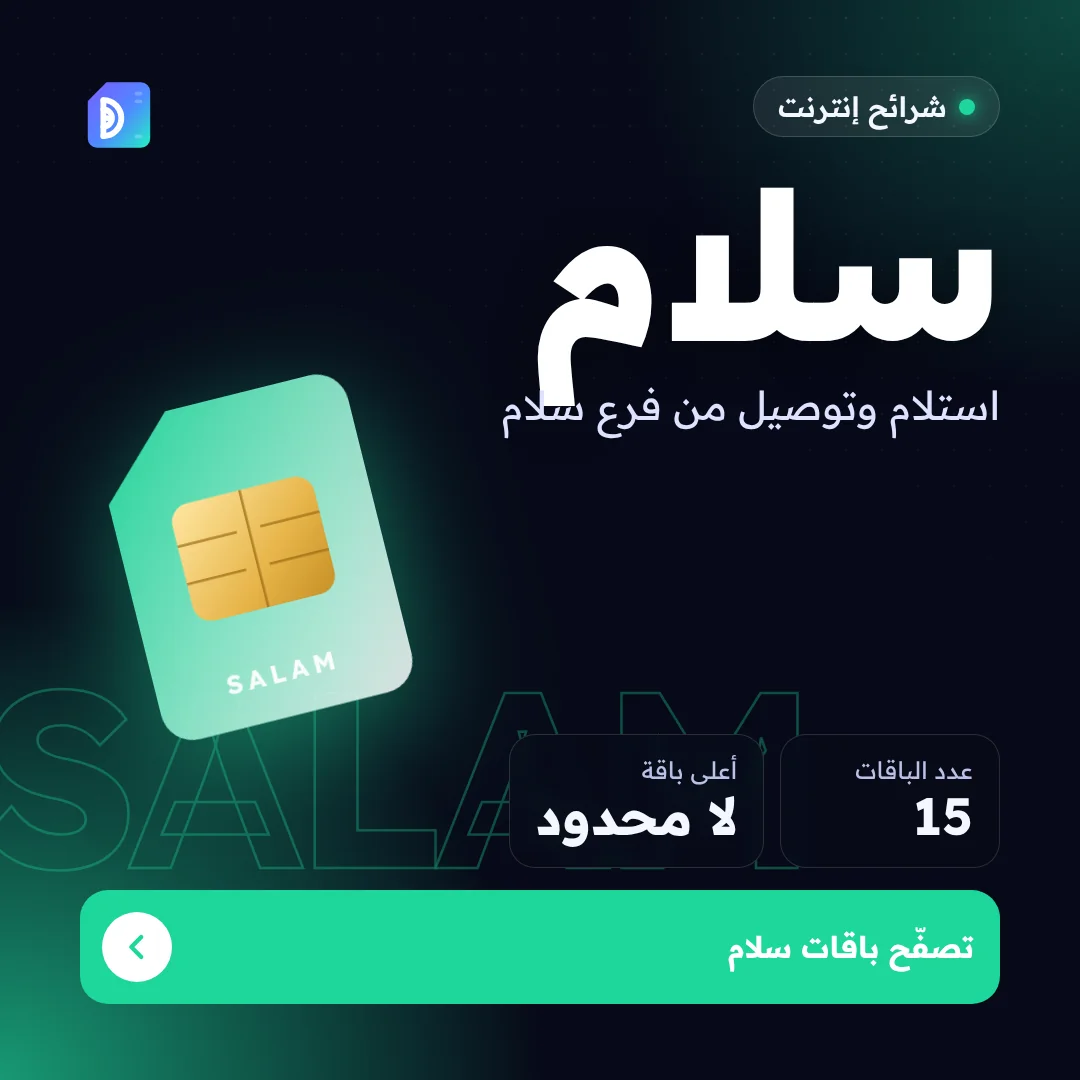 شرائح إنترنت
سلام
استلام وتوصيل من فرع سلام
SALAM
SALAM
عدد الباقات
15
أعلى باقة
لا محدود
تصفّح باقات سلام